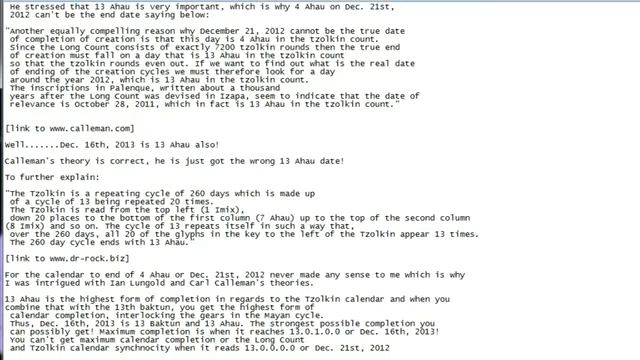 He stressed that 13 Ahau is very important, which is why 4 Ahau on Dec. 21st,
2012 can't be the end date saying below:
"Another equally compelling reason why December 21, 2012 cannot be the true date
of completion of creation is that this day is 4 Ahau in the tzolkin count.
Since the Long Count consists of exactly 7200 tzolkin rounds then the true end
of creation must fall on a day that is 13 Ahau in the tzolkin count
so that the tzolkin rounds even out. If we want to find out what is the real date
of ending of the creation cycles we must therefore look for a day
around the year 2012, which is 13 Ahau in the tzolkin count.
The inscriptions in Palenque, written about a thousand
years after the Long Count was devised in Izapa, seem to indicate that the date of
relevance is October 28, 2011, which in fact is 13 Ahau in the tzolkin count."
[link to www.calleman.com]
Well.......Dec. 16th, 2013 is 13 Ahau also!
Calleman's theory is correct, he is just got the wrong 13 Ahau date!
To further explain:
"The Tzolkin is a repeating cycle of 260 days which is made up
of a cycle of 13 being repeated 20 times.
The Tzolkin is read from the top left (1 Imix),
down 20 places to the bottom of the first column (7 Ahau) up to the top of the second column
(8 Imix) and so on. The cycle of 13 repeats itself in such a way that,
over the 260 days, all 20 of the glyphs in the key to the left of the Tzolkin appear 13 times.
The 260 day cycle ends with 13 Ahau."
[link to www.dr-rock.biz]
For the calendar to end of 4 Ahau or Dec. 21st, 2012 never made any sense to me which is why
I was intrigued with Ian Lungold and Carl Calleman's theories.
13 Ahau is the highest form of completion in regards to the Tzolkin calendar and when you
combine that with the 13th baktun, you get the highest form of
calendar completion, interlocking the gears in the Mayan cycle.
Thus, Dec. 16th, 2013 is 13 Baktun and 13 Ahau. The strongest possible completion you
can possibly get! Maximum completion is when it reaches 13.0.1.0.0 or Dec. 16th, 2013!
You can't get maximum calendar completion or the Long Count
and Tzolkin calendar synchnocity when it reads 13.0.0.0.0 or Dec. 21st, 2012